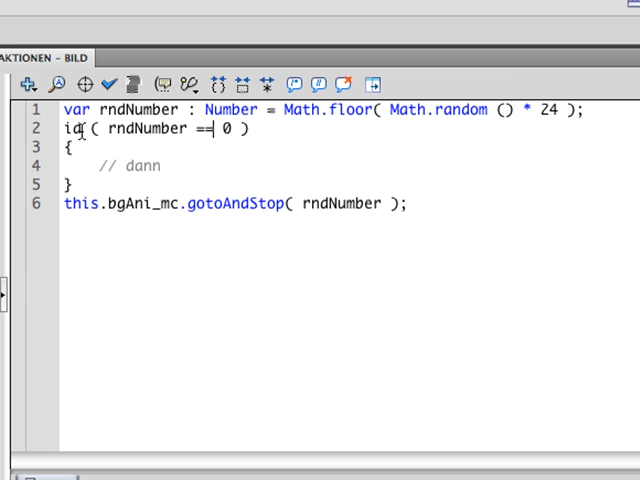 AKTIONEN – BILD
1 var rndNumber : Number = Math.floor( Math.random () * 24 );
2 id ( rndNumber == 0 )
3 {
4 // dann
5 }
6 this.bgAni_mc.gotoAndStop( rndNumber );